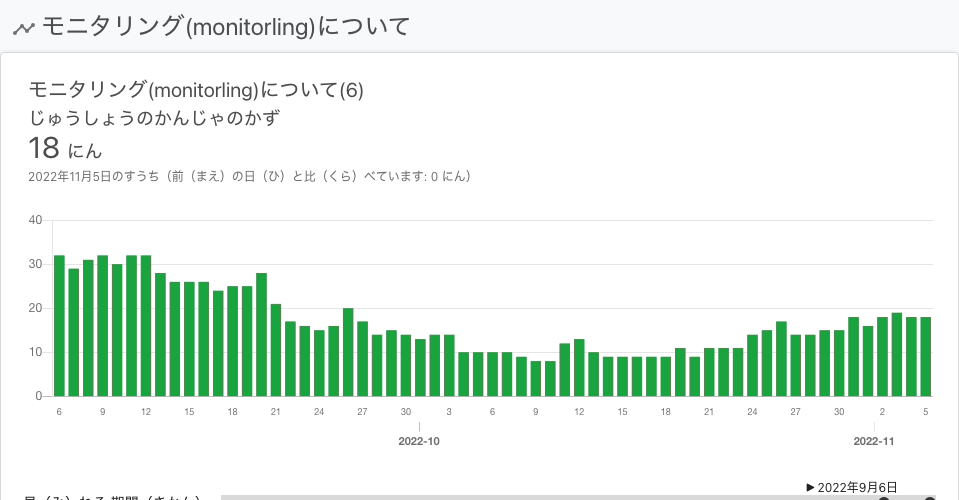 モニタリング(monitorling)について
モニタリング(monitorling)について(6)
じゅうしょうのかんじゃのかず
18 にん
2022年11月5日のすうち（前（まえ）の日（ひ）と比（くら）べています: 0 にん）
40
30
20
10
0
6 9 12 15 18 21 24 27 30 3 6 9 12 15 18 21 24 27 30 2 5
2022-10 2022-11
2022年9月6日